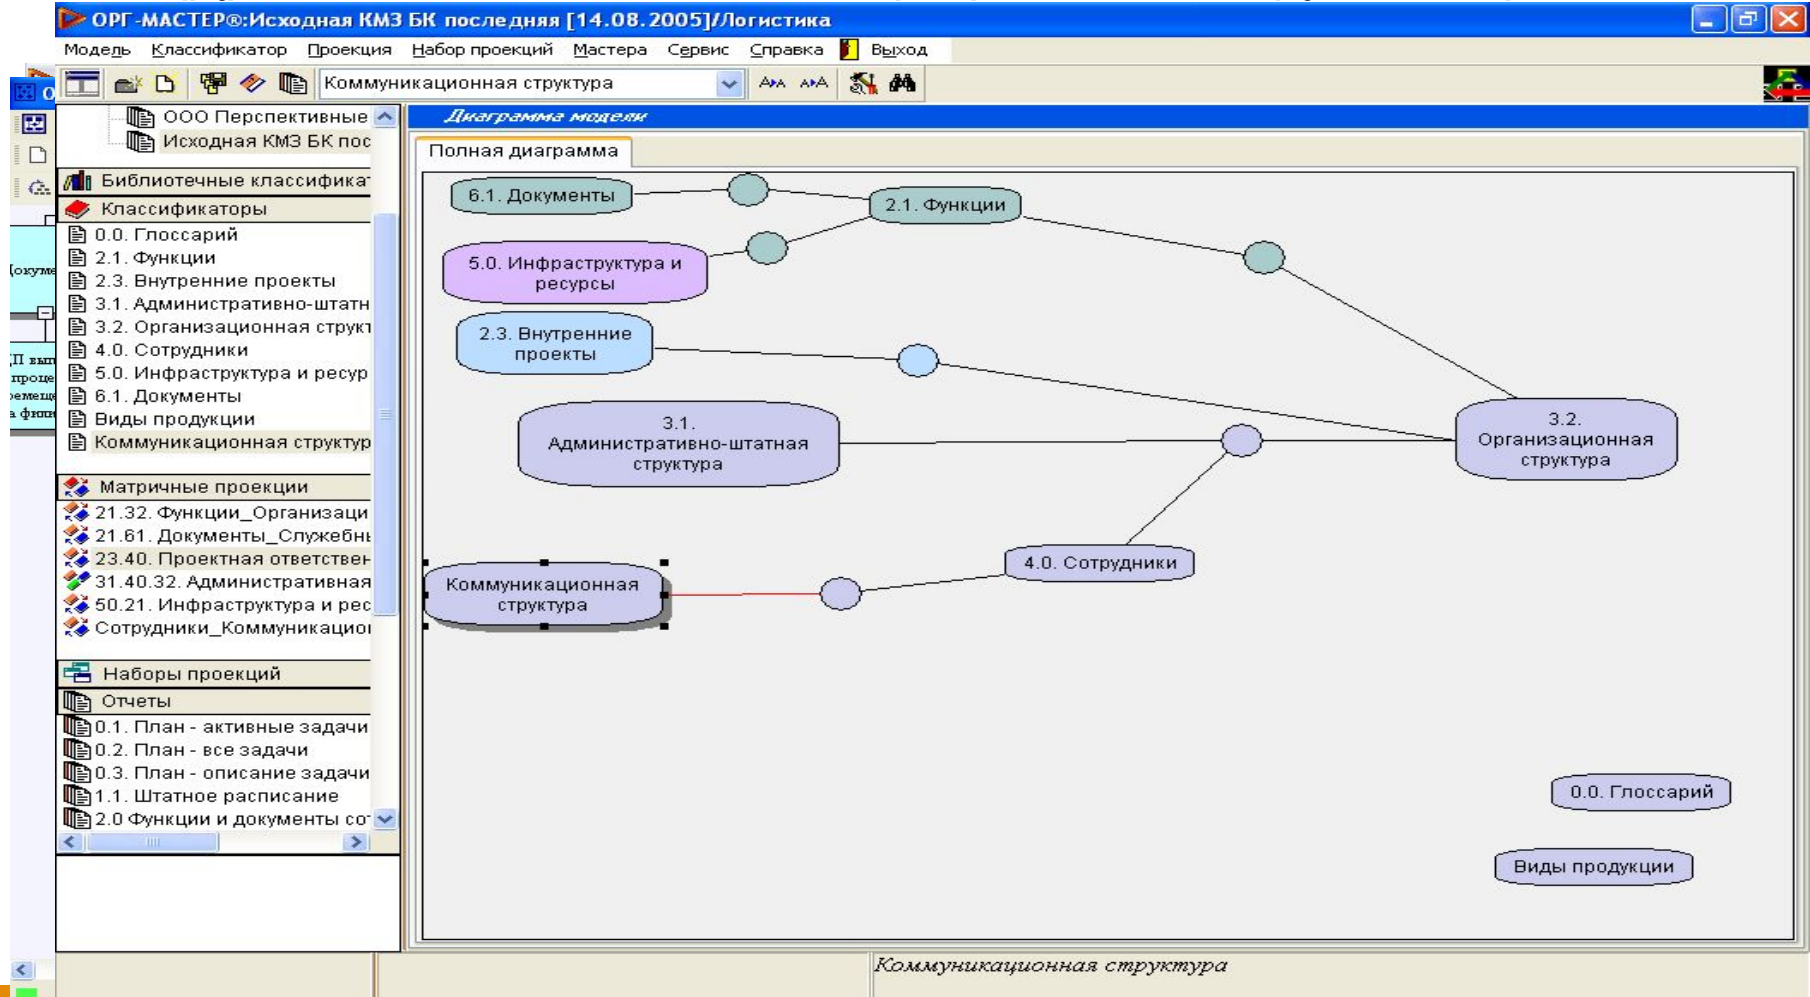 ОРГ-МАСТЕР®:Исходная КМЗ БК последняя [14.08.2005]/Логистика
Модель Классификатор Проекция Набор проекций Мастера Сервис Справка Выход
Коммуникационная структура
ООО Перспективные
Исходная КМЗ БК пос
Библиотечные классифика
Классификаторы
0.0. Глоссарий
2.1. Функции
2.3. Внутренние проекты
3.1. Административно-штатн
3.2. Организационная структ
4.0. Сотрудники
5.0. Инфраструктура и ресур
6.1. Документы
Виды продукции
Коммуникационная структур
Матричные проекции
21.32. Функции_Организаци
21.61. Документы_Служебнь
23.40. Проектная ответствен
31.40.32. Административная
50.21. Инфраструктура и рес
Сотрудники_Коммуникацио
Наборы проекций
Отчеты
0.1. План - активные задачи
0.2. План - все задачи
0.3. План - описание задачи
1.1. Штатное расписание
2.0 Функции и документы со
Диаграмма модели
Полная диаграмма
6.1. Документы
2.1. Функции
5.0. Инфраструктура и
ресурсы
2.3. Внутренние
проекты
3.1.
Административно-штатная
структура
3.2.
Организационная
структура
4.0. Сотрудники
Коммуникационная
структура
0.0. Глоссарий
Виды продукции
Коммуникационная структура